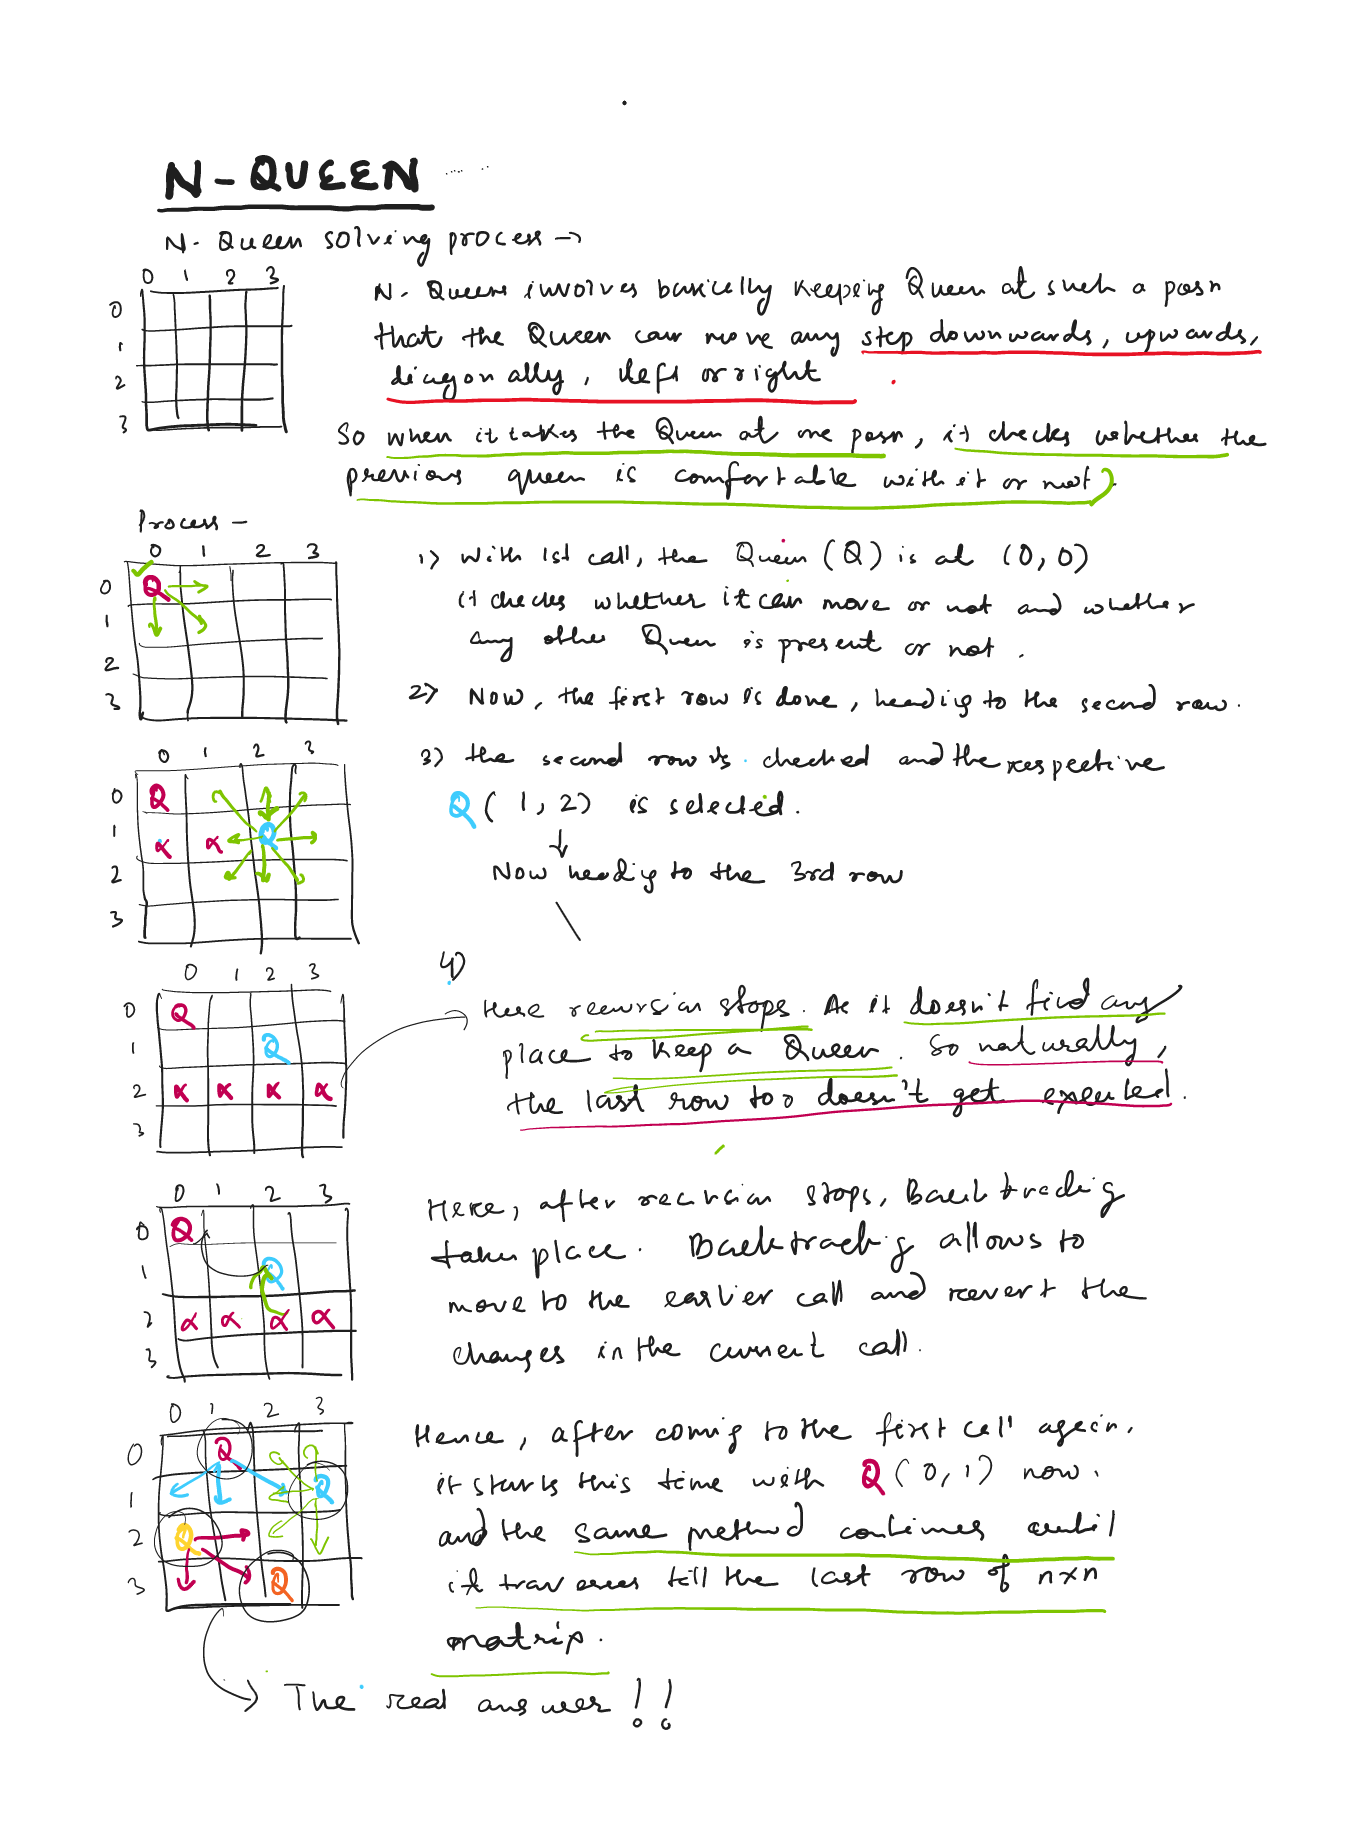 N-QUEEN
N-Queen solving process →
0 1 2 3
0
1
2
3
N-Queens involves basically keeping Queen at such a posn
that the Queen can move any step downwards, upwards,
diagonally, left or right.
So when it takes the Queen at one posn, it checks whether the
previous queen is comfortable with it or not.
Process -
0 1 2 3
0 Q
1
2
3
1) With 1st call, the Queen (Q) is at (0,0)
it checks whether it can move or not and whether
any other Queen is present or not.
2) Now, the first row is done, heading to the second row.
0 1 2 3
0 Q
1 x x Q
2
3
3) the second row is checked and the respective
Q (1,2) is selected.
Now heading to the 3rd row
0 1 2 3
0 Q
1 Q
2 x x x x
3
4)
Here recursion stops. As it doesn't find any
place to keep a Queen. So naturally,
the last row too doesn't get executed.
0 1 2 3
0 Q
1 Q
2 x x x x
3
Here, after recursion stops, Backtracking
taken place. Backtracking allows to
move to the earlier call and revert the
changes in the current call.
0 1 2 3
0 Q
1 Q
2 Q
3 Q
Hence, after coming to the first call again,
it starts this time with Q (0,1) now.
and the same method continues until
it traverses till the last row of nxn
matrix.
The real answer!!